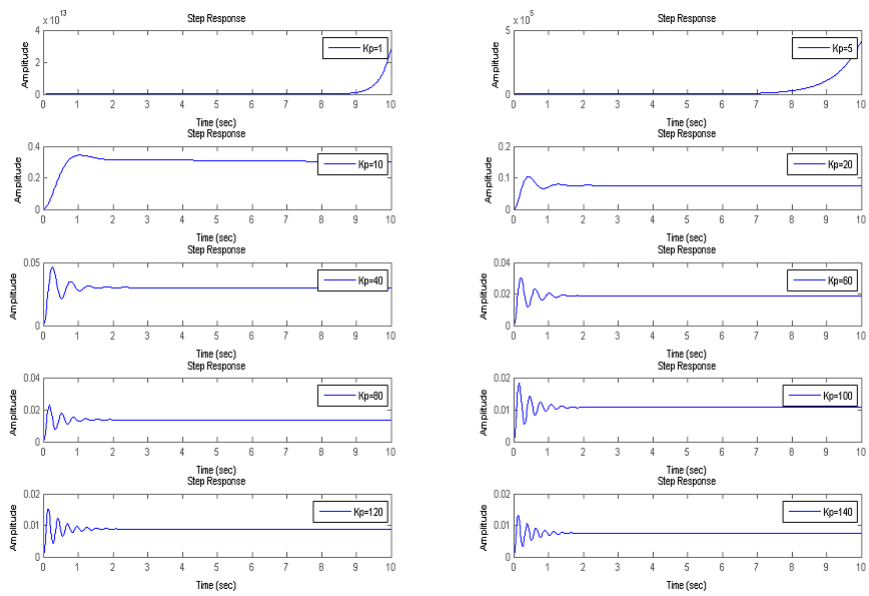 Step Response
x 10^13
4
2
0
Amplitude
Kp=1
0 1 2 3 4 5 6 7 8 9 10
Time (sec)
Step Response
x 10^5
5
0
Amplitude
Kp=5
0 1 2 3 4 5 6 7 8 9 10
Time (sec)
Step Response
0.4
0.2
0
Amplitude
Kp=10
0 1 2 3 4 5 6 7 8 9 10
Time (sec)
Step Response
0.2
0.1
0
Amplitude
Kp=20
0 1 2 3 4 5 6 7 8 9 10
Time (sec)
Step Response
0.05
0
Amplitude
Kp=40
0 1 2 3 4 5 6 7 8 9 10
Time (sec)
Step Response
0.04
0.02
0
Amplitude
Kp=60
0 1 2 3 4 5 6 7 8 9 10
Time (sec)
Step Response
0.04
0.02
0
Amplitude
Kp=80
0 1 2 3 4 5 6 7 8 9 10
Time (sec)
Step Response
0.02
0.01
0
Amplitude
Kp=100
0 1 2 3 4 5 6 7 8 9 10
Time (sec)
Step Response
0.02
0.01
0
Amplitude
Kp=120
0 1 2 3 4 5 6 7 8 9 10
Time (sec)
Step Response
0.02
0.01
0
Amplitude
Kp=140
0 1 2 3 4 5 6 7 8 9 10
Time (sec)